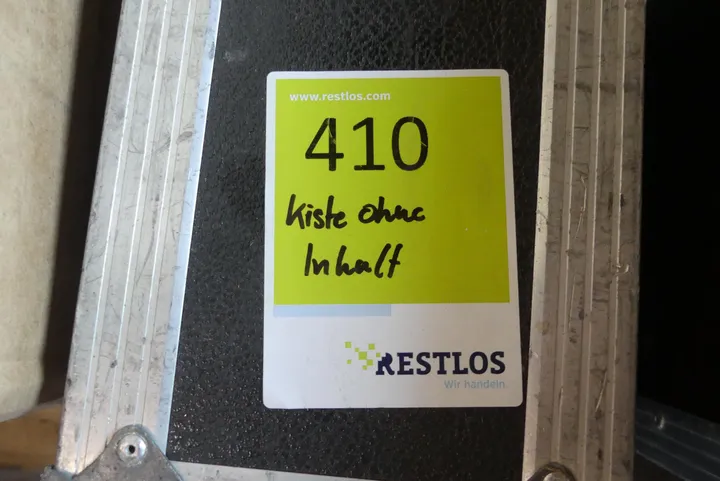 www.restlos.com
410
Kiste ohne
Inhalt
RESTLOS
Wir handeln.